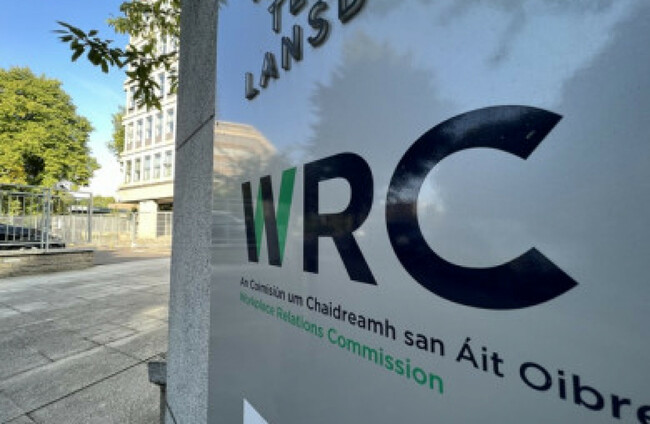 LANSD
WRC
An Coimisiún um Chaidreamh san Áit Oibre
Workplace Relations Commission